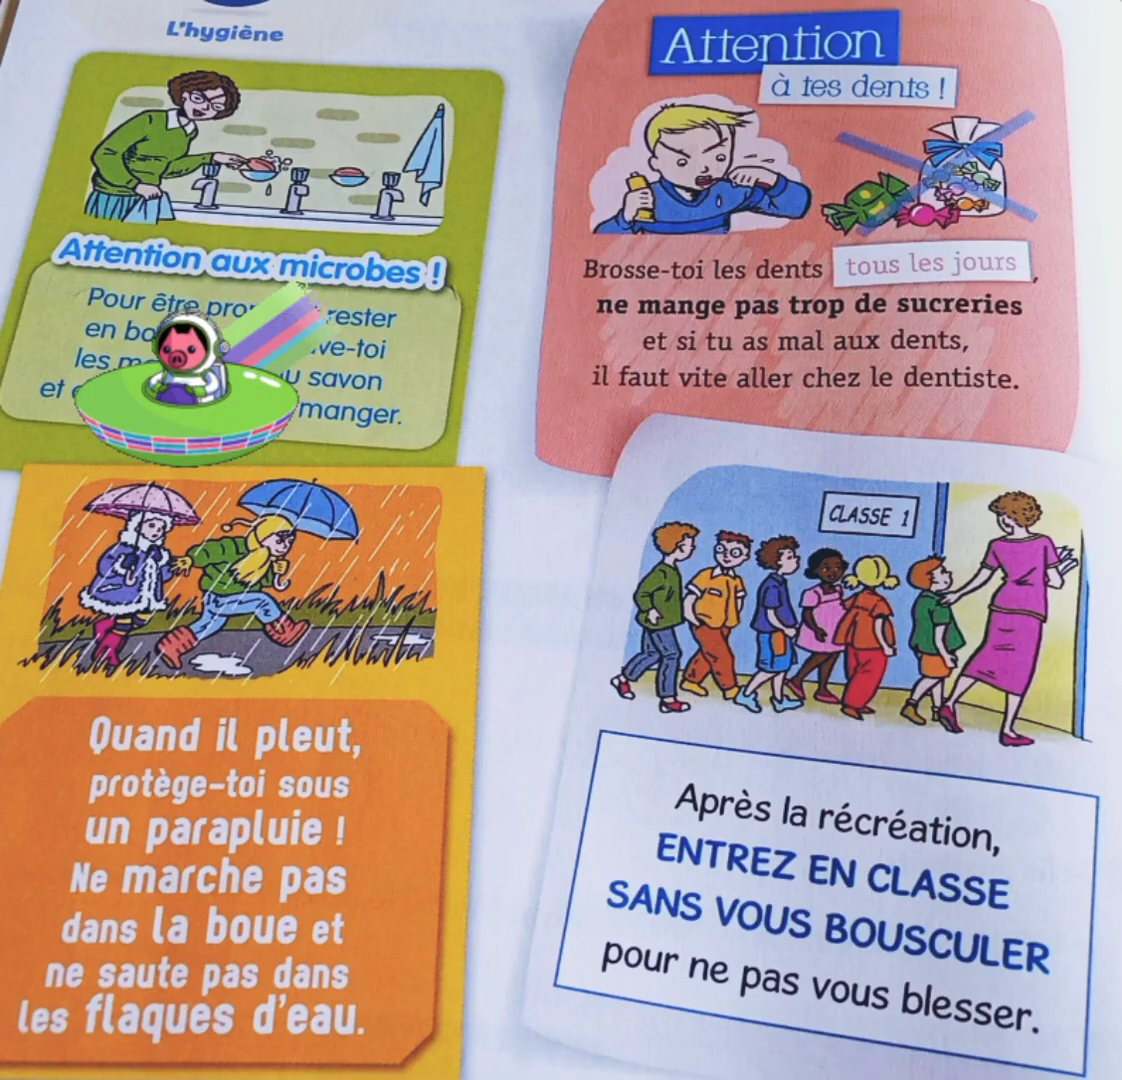 L'hygiène
Attention aux microbes !
Pour être rester
en ve-toi
les u savon
et manger.
Attention
à tes dents !
Brosse-toi les dents tous les jours,
ne mange pas trop de sucreries
et si tu as mal aux dents,
il faut vite aller chez le dentiste.
Quand il pleut,
protège-toi sous
un parapluie !
Ne marche pas
dans la boue et
ne saute pas dans
les flaques d'eau.
CLASSE 1
Après la récréation,
ENTREZ EN CLASSE
SANS VOUS BOUSCULER
pour ne pas vous blesser.